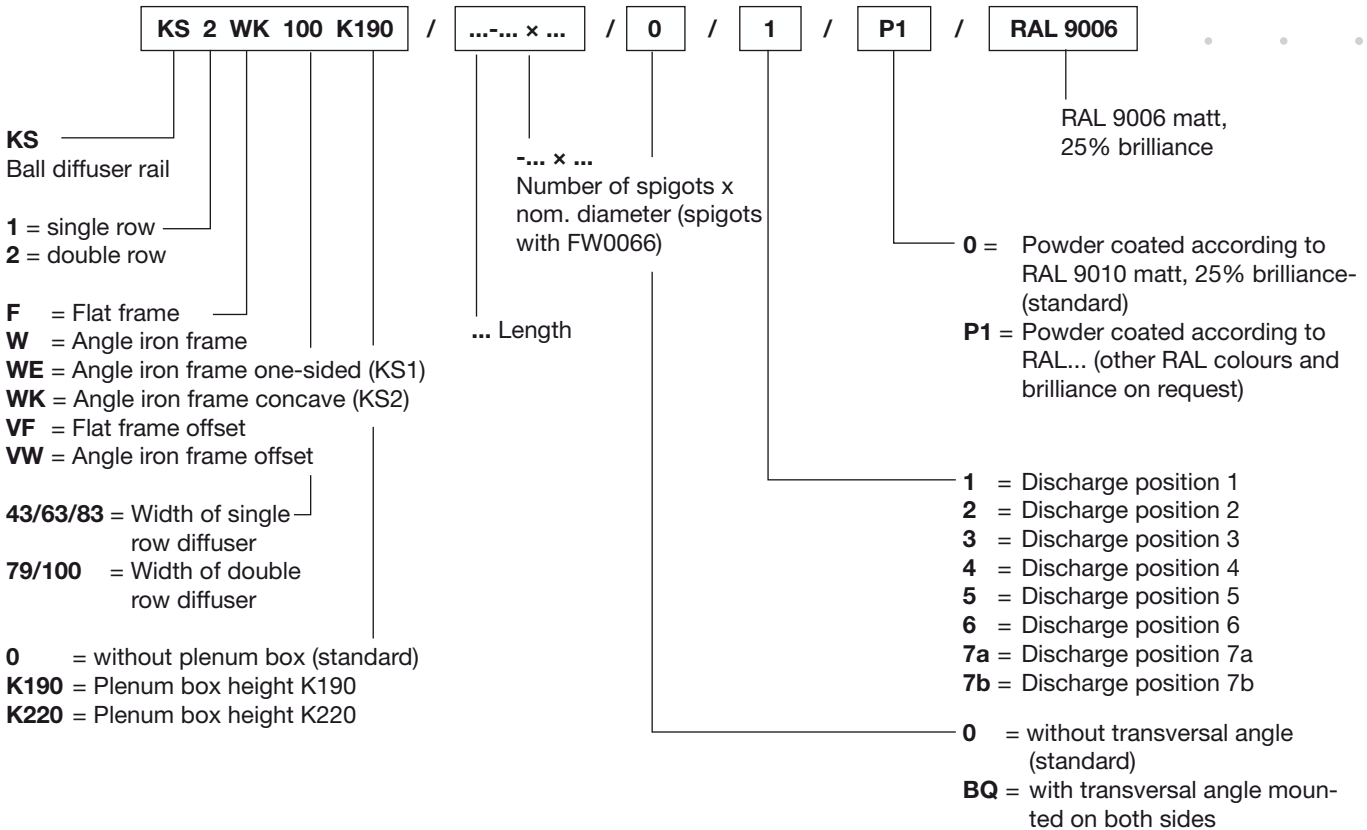 KS 2 WK 100 K190 / ...-... × ... / 0 / 1 / P1 / RAL 9006
RAL 9006 matt,
25% brilliance
KS
Ball diffuser rail
1 = single row
2 = double row
F = Flat frame
W = Angle iron frame
WE = Angle iron frame one-sided (KS1)
WK = Angle iron frame concave (KS2)
VF = Flat frame offset
VW = Angle iron frame offset
43/63/83 = Width of single
row diffuser
79/100 = Width of double
row diffuser
0 = without plenum box (standard)
K190 = Plenum box height K190
K220 = Plenum box height K220
... Length
-... × ...
Number of spigots x
nom. diameter (spigots
with FW0066)
0 = Powder coated according to
RAL 9010 matt, 25% brilliance-
(standard)
P1 = Powder coated according to
RAL... (other RAL colours and
brilliance on request)
1 = Discharge position 1
2 = Discharge position 2
3 = Discharge position 3
4 = Discharge position 4
5 = Discharge position 5
6 = Discharge position 6
7a = Discharge position 7a
7b = Discharge position 7b
0 = without transversal angle
(standard)
BQ = with transversal angle moun-
ted on both sides